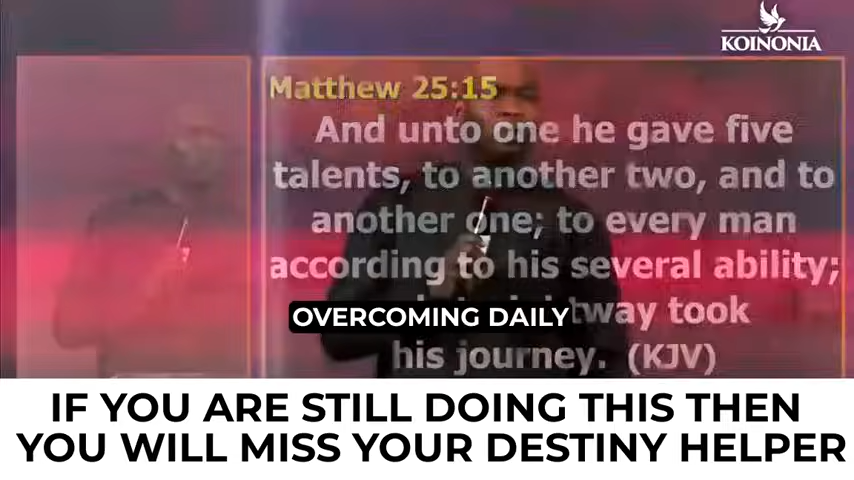 KOINONIA
Matthew 25:15
And unto one he gave five
talents, to another two, and to
another one; to every man
according to his several ability;
took
OVERCOMING DAILY
his journey. (KJV)
IF YOU ARE STILL DOING THIS THEN
YOU WILL MISS YOUR DESTINY HELPER